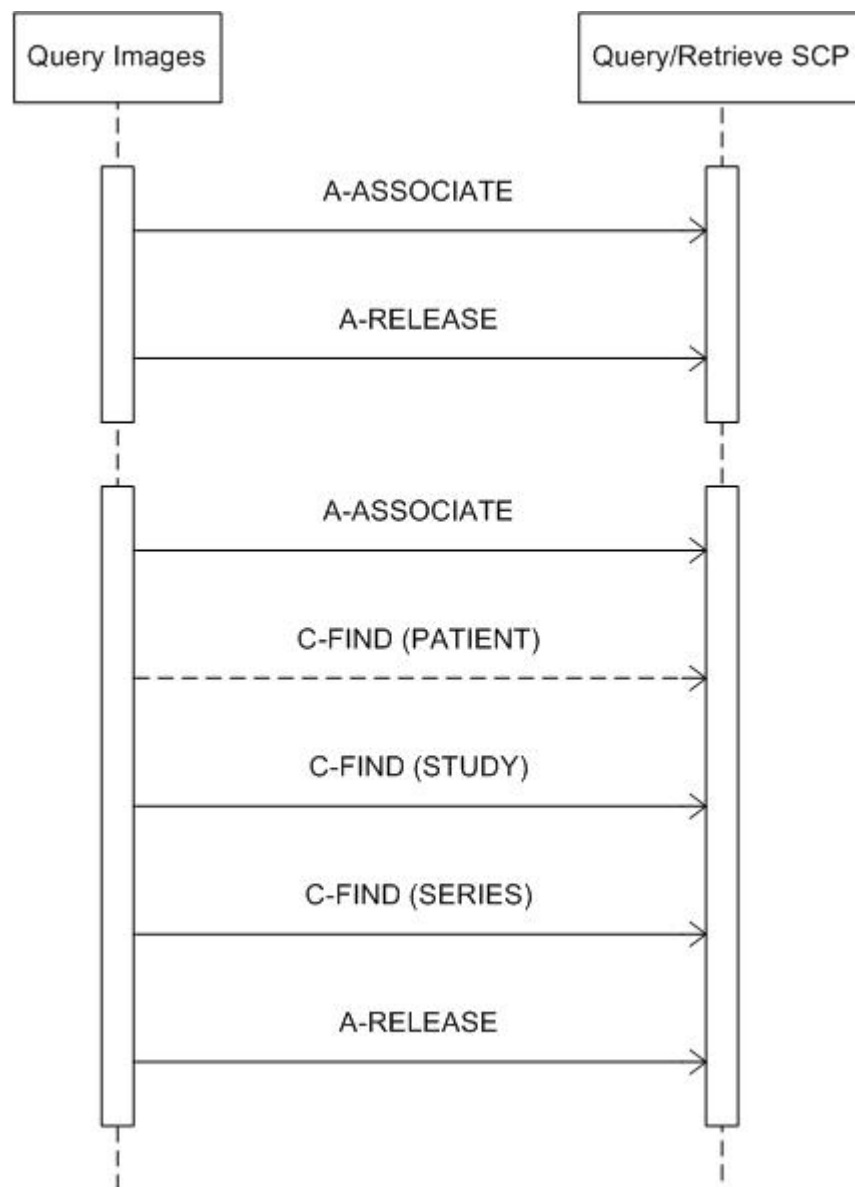 Query Images
Query/Retrieve SCP
A-ASSOCIATE
A-RELEASE
A-ASSOCIATE
C-FIND (PATIENT)
C-FIND (STUDY)
C-FIND (SERIES)
A-RELEASE